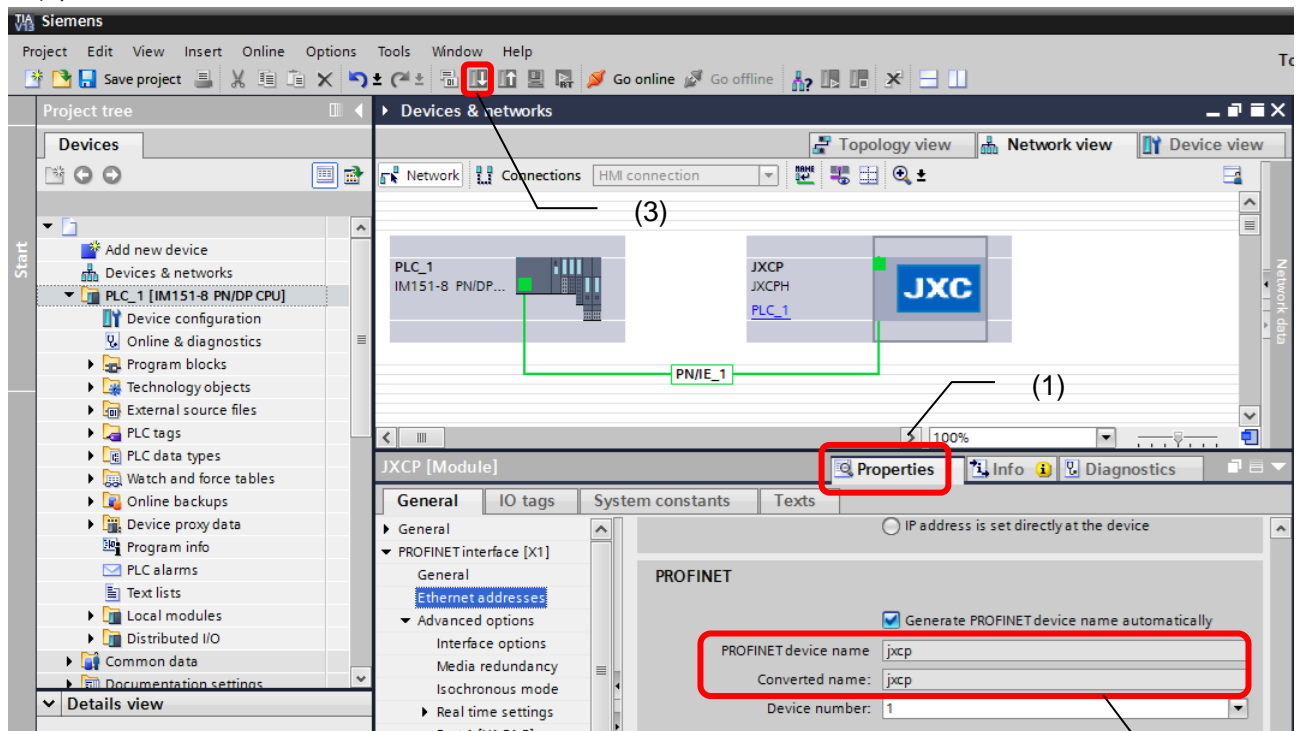 TIA V13 Siemens
Project Edit View Insert Online Options Tools Window Help
Save project Go online Go offline
Project tree
Devices & networks
Devices
Topology view Network view Device view
Network Connections HMI connection
(3)
Start
Add new device
Devices & networks
PLC_1 [IM151-8 PN/DP CPU]
Device configuration
Online & diagnostics
Program blocks
Technology objects
External source files
PLC tags
PLC data types
Watch and force tables
Online backups
Device proxy data
Program info
PLC alarms
Text lists
Local modules
Distributed I/O
Common data
Documentation settings
Details view
PLC_1
IM151-8 PN/DP...
JXCP
JXCPH
PLC_1
JXC
PN/IE_1
Network data
(1)
100%
JXCP [Module]
Properties Info Diagnostics
General IO tags System constants Texts
General
PROFINET interface [X1]
General
Ethernet addresses
Advanced options
Interface options
Media redundancy
Isochronous mode
Real time settings
IP address is set directly at the device
PROFINET
Generate PROFINET device name automatically
PROFINET device name jxcp
Converted name: jxcp
Device number: 1